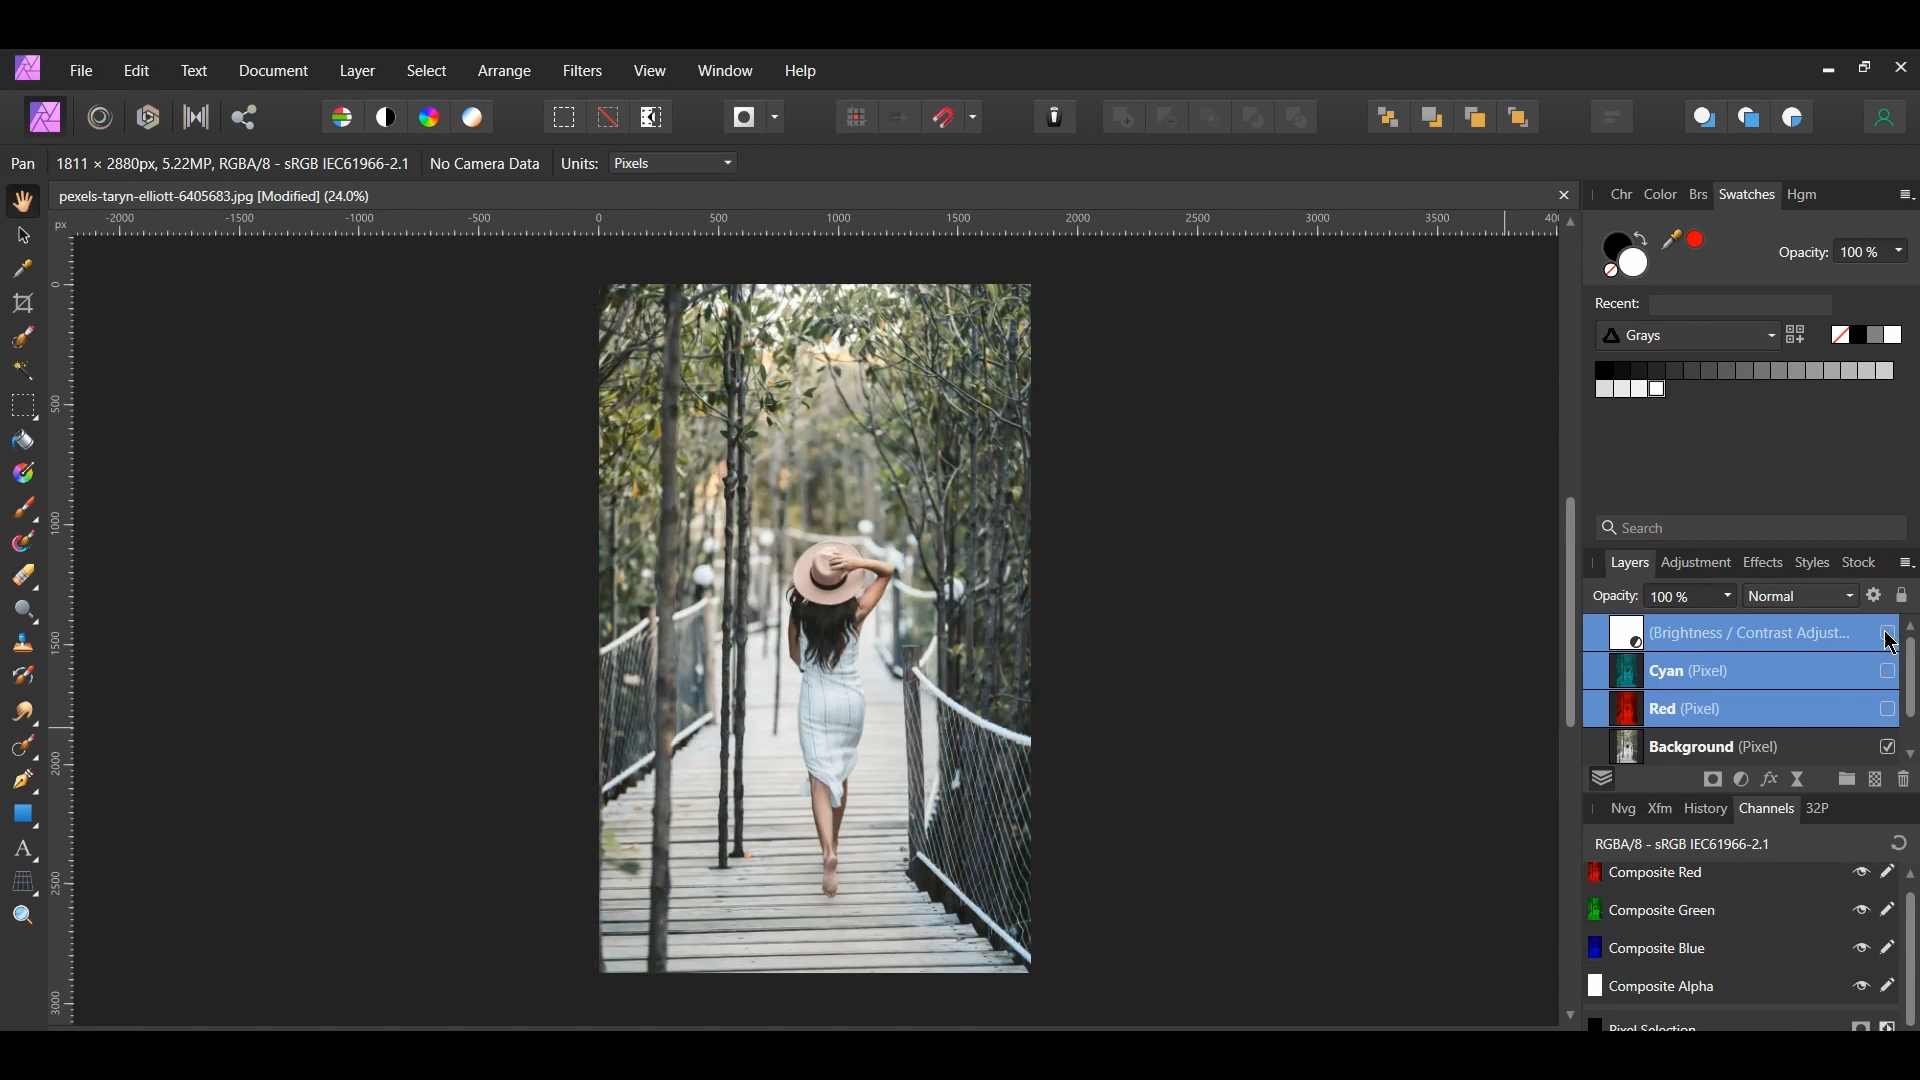 File Edit Text Document Layer Select Arrange Filters View Window Help
Pan 1811 × 2880px, 5.22MP, RGBA/8 - sRGB IEC61966-2.1 No Camera Data Units: Pixels
pexels-taryn-elliott-6405683.jpg [Modified] (24.0%)
Chr Color Brs Swatches Hgm
px -2000 -1500 -1000 -500 0 500 1000 1500 2000 2500 3000 3500
Opacity: 100 %
0
Recent:
Grays
500
1000
Search
Layers Adjustment Effects Styles Stock
Opacity: 100 % Normal
(Brightness / Contrast Adjust...
1500
Cyan (Pixel)
Red (Pixel)
Background (Pixel)
2000
fx
Nvg Xfm History Channels 32P
RGBA/8 - sRGB IEC61966-2.1
A
Composite Red
2500
Composite Green
Composite Blue
Composite Alpha
3000
Pixel Selection